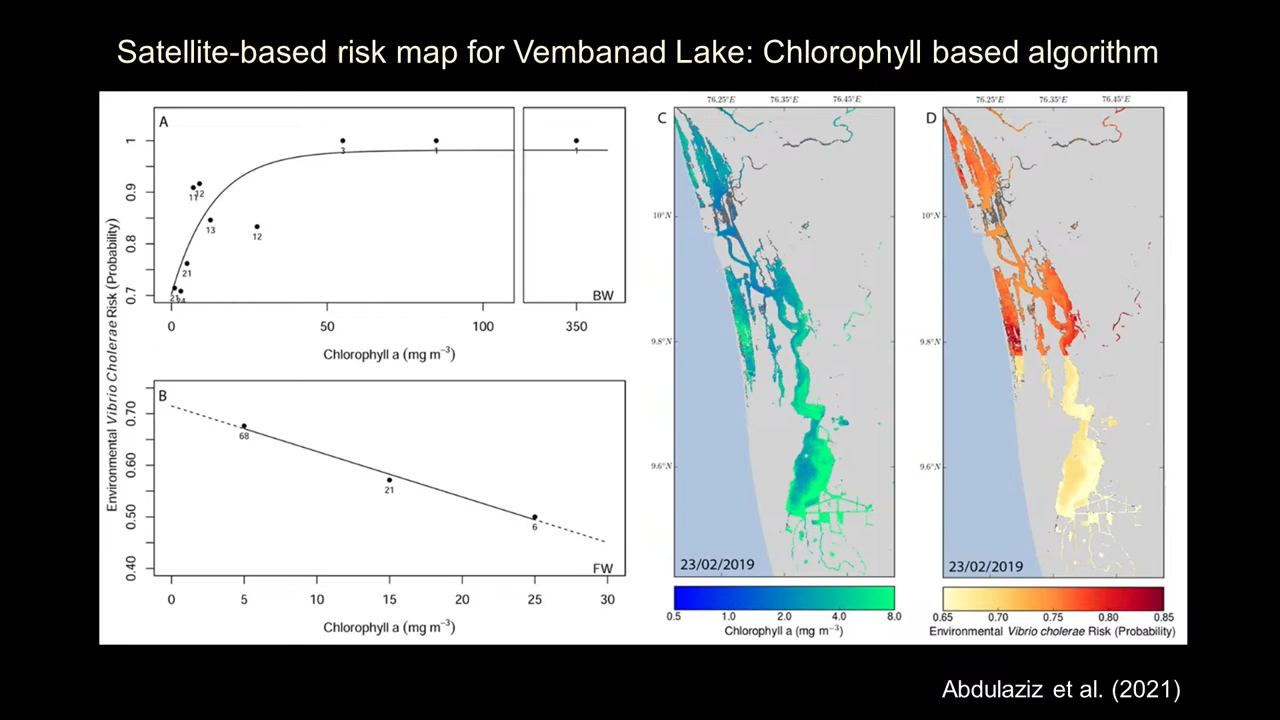 Satellite-based risk map for Vembanad Lake: Chlorophyll based algorithm
A
1
0.9
0.8
0.7
3
1
1
11
12
13
12
21
24
BW
0
50
100
350
Chlorophyll a (mg m⁻³)
Environmental Vibrio Cholerae Risk (Probability)
B
0.70
0.60
0.50
0.40
68
21
6
FW
0
5
10
15
20
25
30
Chlorophyll a (mg m⁻³)
76.25°E
76.35°E
76.45°E
C
10°N
9.8°N
9.6°N
23/02/2019
0.5
1.0
2.0
4.0
8.0
Chlorophyll a (mg m⁻³)
76.25°E
76.35°E
76.45°E
D
10°N
9.8°N
9.6°N
23/02/2019
0.65
0.70
0.75
0.80
0.85
Environmental Vibrio cholerae Risk (Probability)
Abdulaziz et al. (2021)